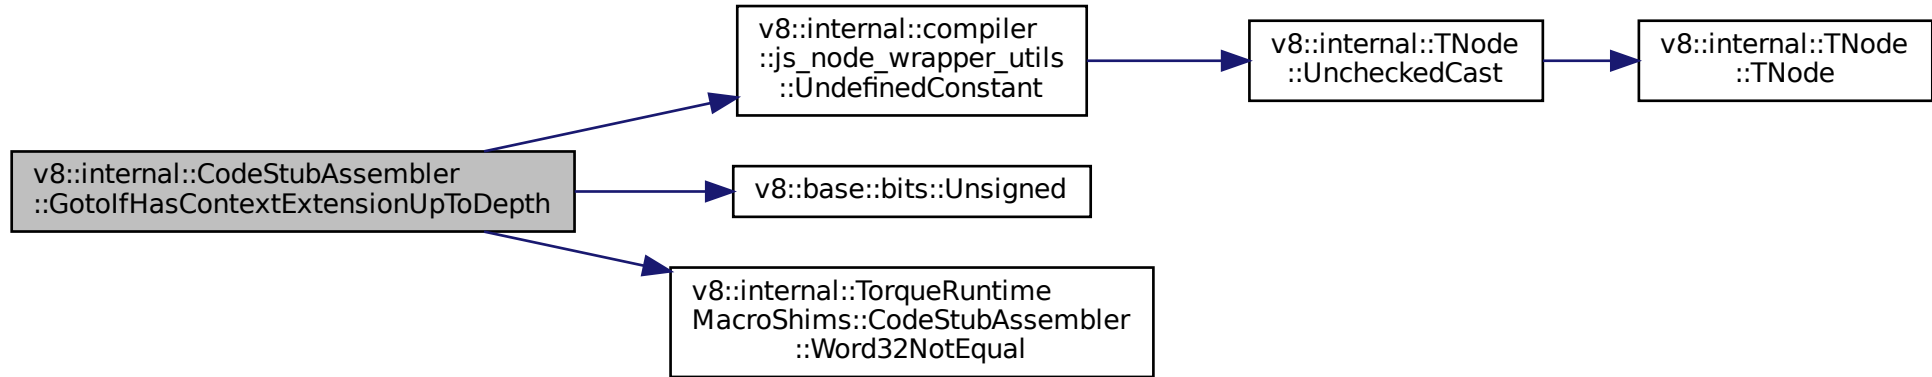 v8::internal::CodeStubAssembler
::GotoIfHasContextExtensionUpToDepth
v8::internal::compiler
::js_node_wrapper_utils
::UndefinedConstant
v8::internal::TNode
::UncheckedCast
v8::internal::TNode
::TNode
v8::base::bits::Unsigned
v8::internal::TorqueRuntime
MacroShims::CodeStubAssembler
::Word32NotEqual